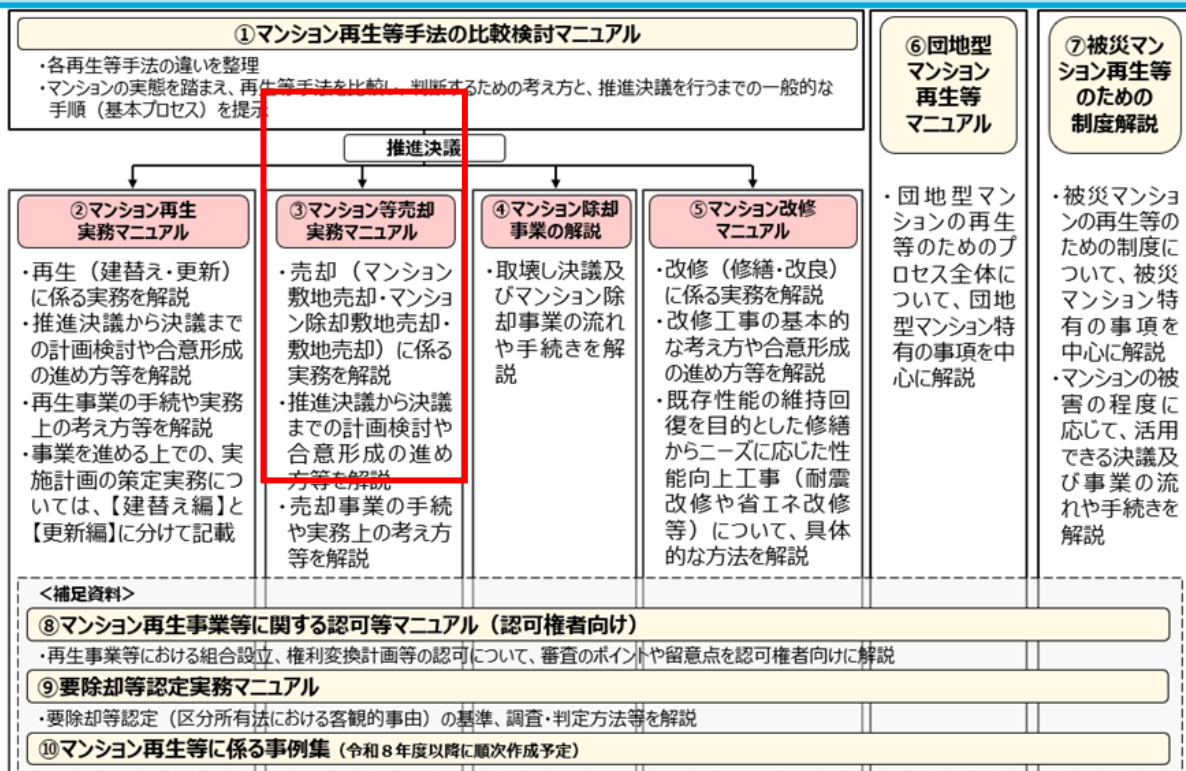 ①マンション再生等手法の比較検討マニュアル
・各再生等手法の違いを整理
・マンションの実態を踏まえ、再生等手法を比較し、判断するための考え方と、推進決議を行うまでの一般的な
手順（基本プロセス）を提示
推進決議
②マンション再生
実務マニュアル
・再生（建替え・更新）
に係る実務を解説
・推進決議から決議まで
の計画検討や合意形成
の進め方等を解説
・再生事業の手続や実務
上の考え方等を解説
・事業を進める上での、実
施計画の策定実務につ
いては、【建替え編】と
【更新編】に分けて記載
③マンション等売却
実務マニュアル
・売却（マンション
敷地売却・マンショ
ン除却敷地売却・
敷地売却）に係る
実務を解説
・推進決議から決議
までの計画検討や
合意形成の進め
方等を解説
・売却事業の手続
や実務上の考え方
等を解説
④マンション除却
事業の解説
・取壊し決議及
びマンション除
却事業の流れ
や手続きを解
説
⑤マンション改修
マニュアル
・改修（修繕・改良）
に係る実務を解説
・改修工事の基本的
な考え方や合意形成
の進め方等を解説
・既存性能の維持回
復を目的とした修繕
からニーズに応じた性
能向上工事（耐震
改修や省エネ改修
等）について、具体
的な方法を解説
⑥団地型
マンション
再生等
マニュアル
・団地型マン
ションの再生
等のためのプ
ロセス全体に
ついて、団地
型マンション特
有の事項を中
心に解説
⑦被災マン
ション再生等
のための
制度解説
・被災マンショ
ンの再生等の
ための制度に
ついて、被災
マンション特
有の事項を
中心に解説
・マンションの被
害の程度に
応じて、活用
できる決議及
び事業の流
れや手続きを
解説
＜補足資料＞
⑧マンション再生事業等に関する認可等マニュアル（認可権者向け）
・再生事業等における組合設立、権利変換計画等の認可について、審査のポイントや留意点を認可権者向けに解説
⑨要除却等認定実務マニュアル
・要除却等認定（区分所有法における客観的事由）の基準、調査・判定方法等を解説
⑩マンション再生等に係る事例集（令和８年度以降に順次作成予定）